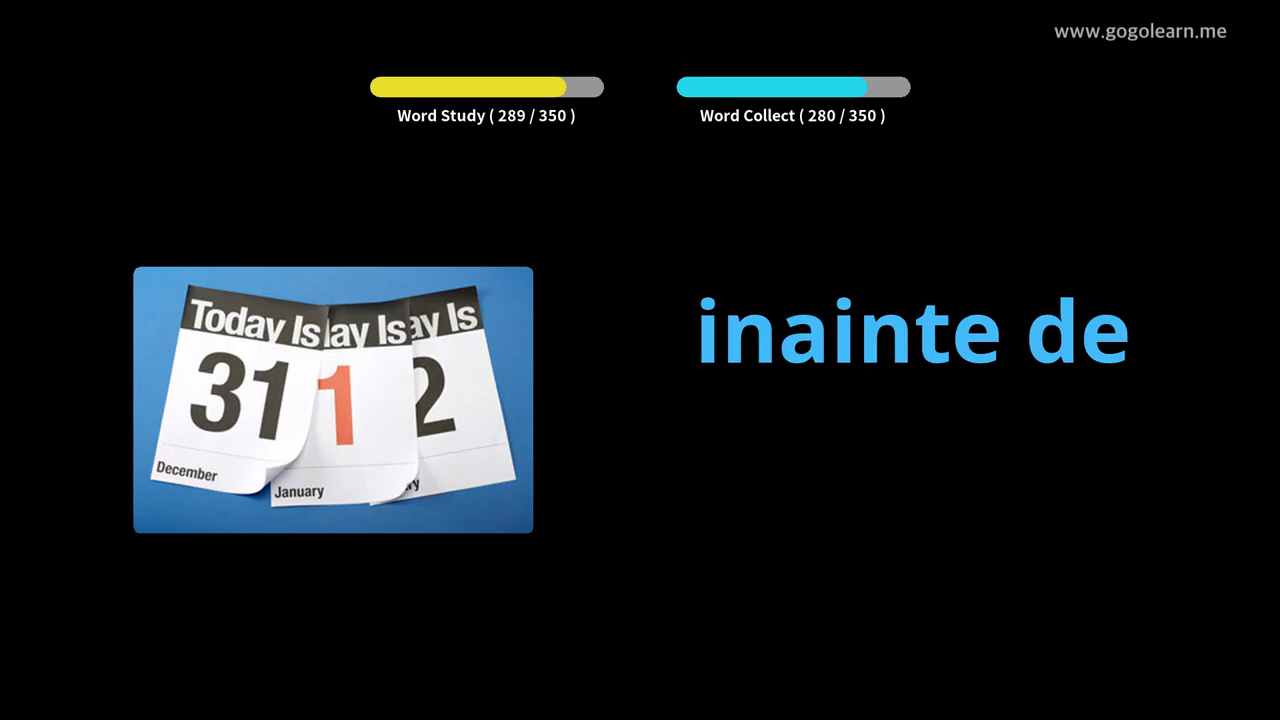 www.gogolearn.me
Word Study ( 289 / 350 )
Word Collect ( 280 / 350 )
inainte de
Today Is
31
December
ay Is
1
January
ay Is
2
ry